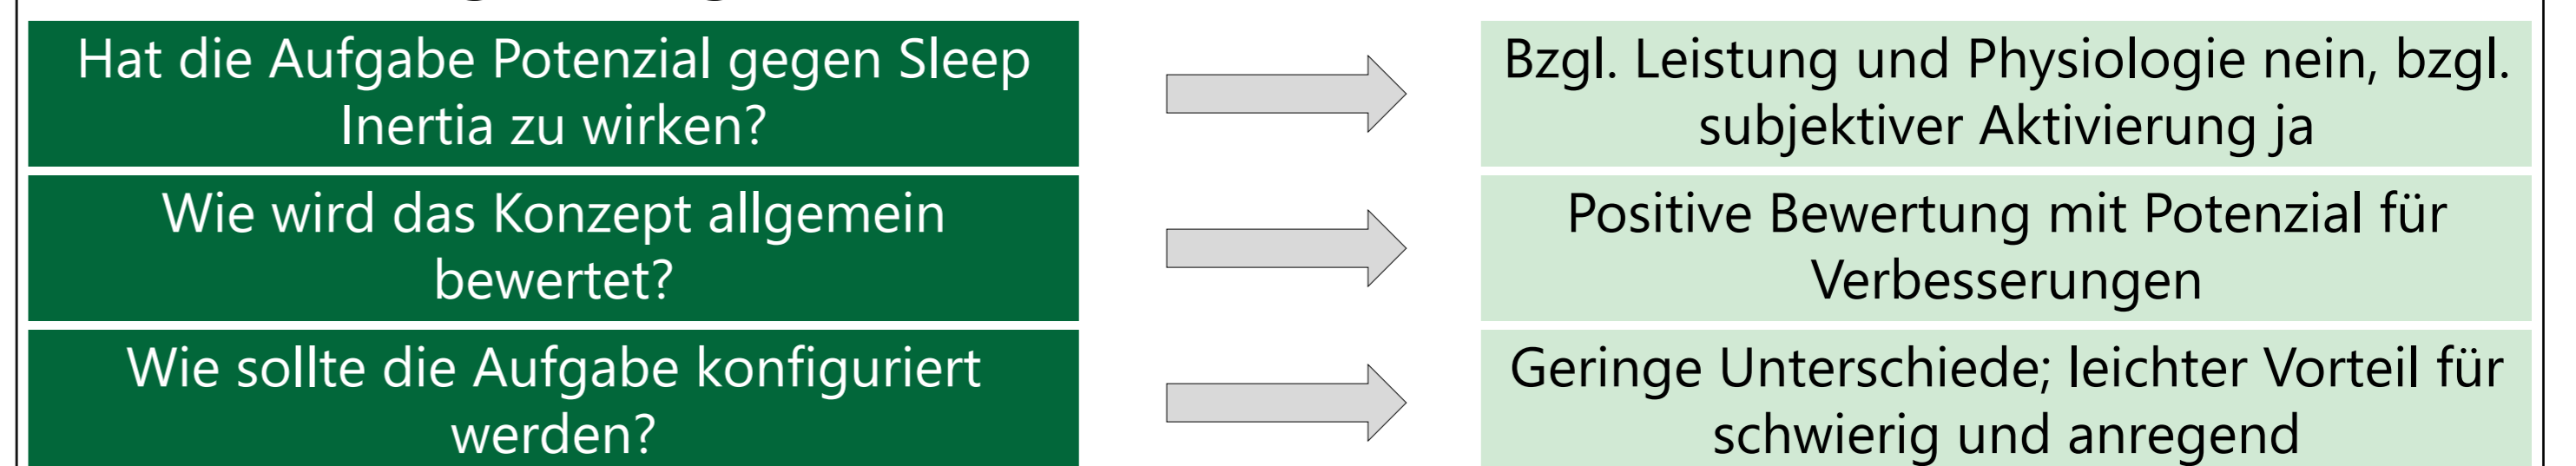 Hat die Aufgabe Potenzial gegen Sleep
Inertia zu wirken?
Bzgl. Leistung und Physiologie nein, bzgl.
subjektiver Aktivierung ja
Wie wird das Konzept allgemein
bewertet?
Positive Bewertung mit Potenzial für
Verbesserungen
Wie sollte die Aufgabe konfiguriert
werden?
Geringe Unterschiede; leichter Vorteil für
schwierig und anregend